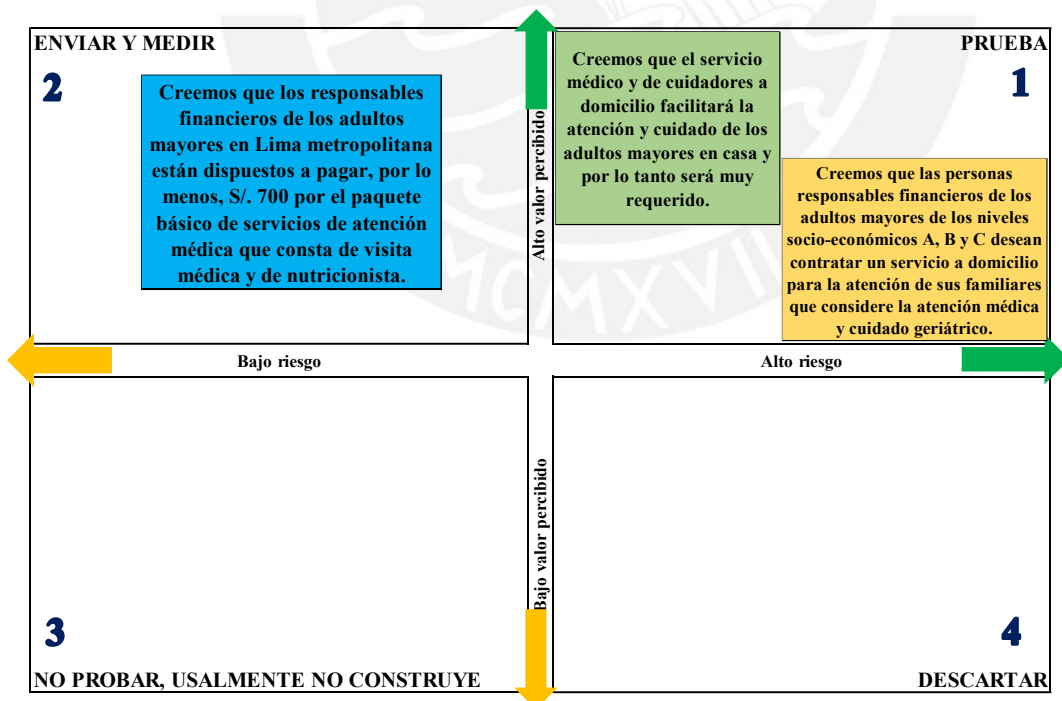 ENVIAR Y MEDIR
2
Creemos que los responsables
financieros de los adultos
mayores en Lima metropolitana
están dispuestos a pagar, por lo
menos, S/. 700 por el paquete
básico de servicios de atención
médica que consta de visita
médica y de nutricionista.
Alto valor percibido
PRUEBA
1
Creemos que el servicio
médico y de cuidadores a
domicilio facilitará la
atención y cuidado de los
adultos mayores en casa y
por lo tanto será muy
requerido.
Creemos que las personas
responsables financieros de los
adultos mayores de los niveles
socio-económicos A, B y C desean
contratar un servicio a domicilio
para la atención de sus familiares
que considere la atención médica
y cuidado geriátrico.
Bajo riesgo
Alto riesgo
Bajo valor percibido
3
NO PROBAR, USALMENTE NO CONSTRUYE
4
DESCARTAR
MCMXVII